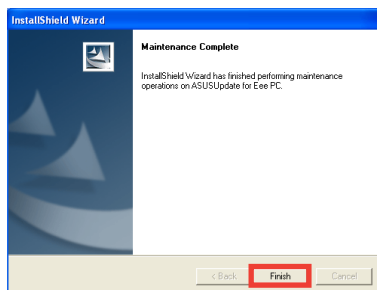 InstallShield Wizard
Maintenance Complete
InstallShield Wizard has finished performing maintenance
operations on ASUSUpdate for Eee PC.
< Back
Finish
Cancel